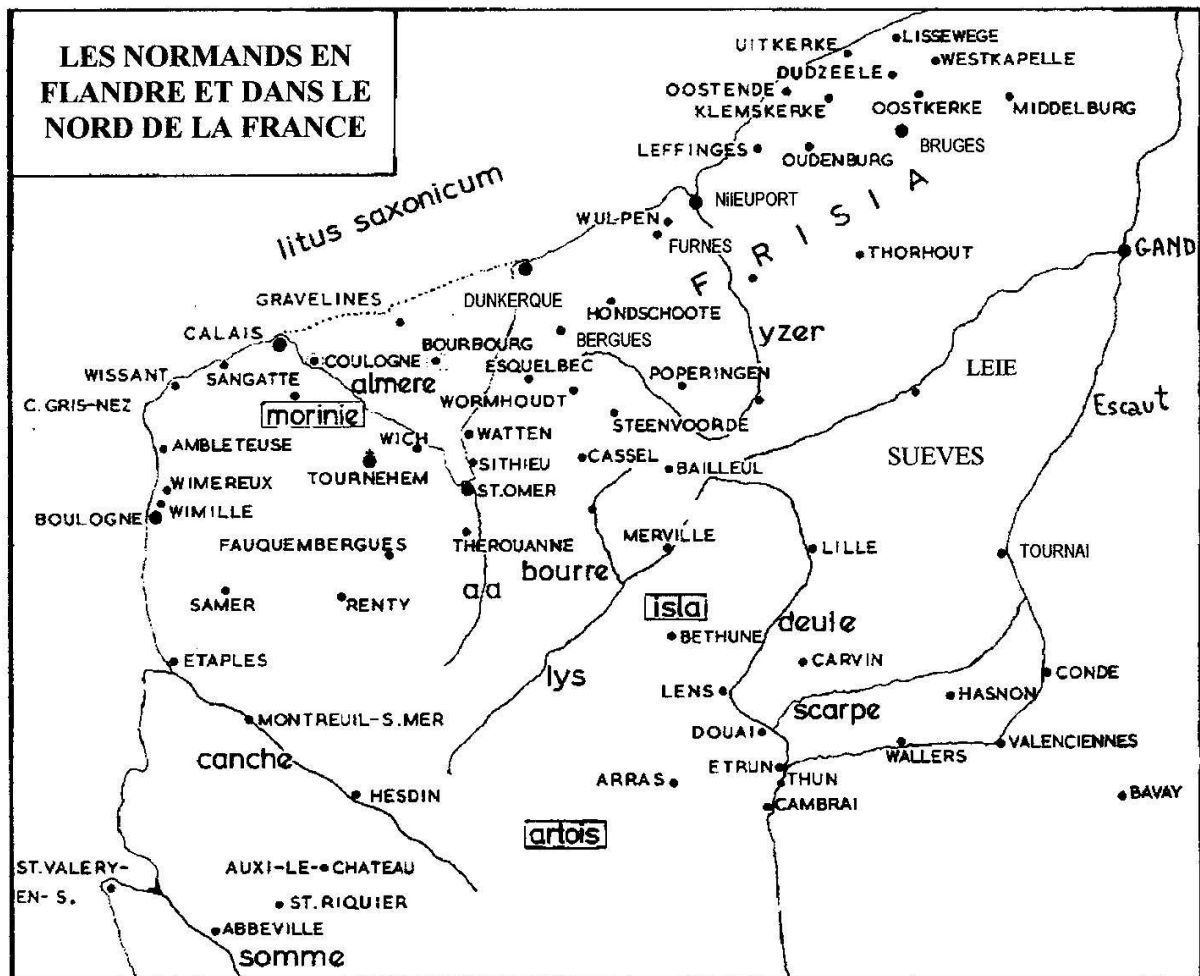 LES NORMANDS EN
FLANDRE ET DANS LE
NORD DE LA FRANCE
UITKERKE
LISSEWEGE
WESTKAPELLE
DUDZEELE
OOSTENDE
KLEMSKERKE
OOSTKERKE
MIDDELBURG
BRUGES
LEFFINGES
OUDENBURG
litus saxonicum
NiIEUPORT
FRISIA
WULPEN
FURNES
THORHOUT
GAND
GRAVELINES
DUNKERQUE
HONDSCHOOTE
BERGUES
yzer
CALAIS
COULOGNE
BOURBOURG
ESQUELBEC
POPERINGEN
LEIE
WISSANT
SANGATTE
almere
WORMHOUDT
Escaut
C. GRIS-NEZ
morinie
STEENVOORDE
AMBLETEUSE
WICH
WATTEN
CASSEL
BAILLEUL
SUEVES
TOURNEHEM
SITHIEU
WIMEREUX
ST.OMER
BOULOGNE
WIMILLE
FAUQUEMBERGUES
THEROUANNE
MERVILLE
LILLE
TOURNAI
bourre
aa
SAMER
RENTY
isla
BETHUNE
deule
ETAPLES
lys
CARVIN
CONDE
LENS
HASNON
MONTREUIL-S.MER
scarpe
DOUAI
canche
WALLERS
VALENCIENNES
ETRUN
ARRAS
THUN
HESDIN
CAMBRAI
BAVAY
artois
ST.VALERY-
EN-S.
AUXI-LE-CHATEAU
ST.RIQUIER
ABBEVILLE
somme